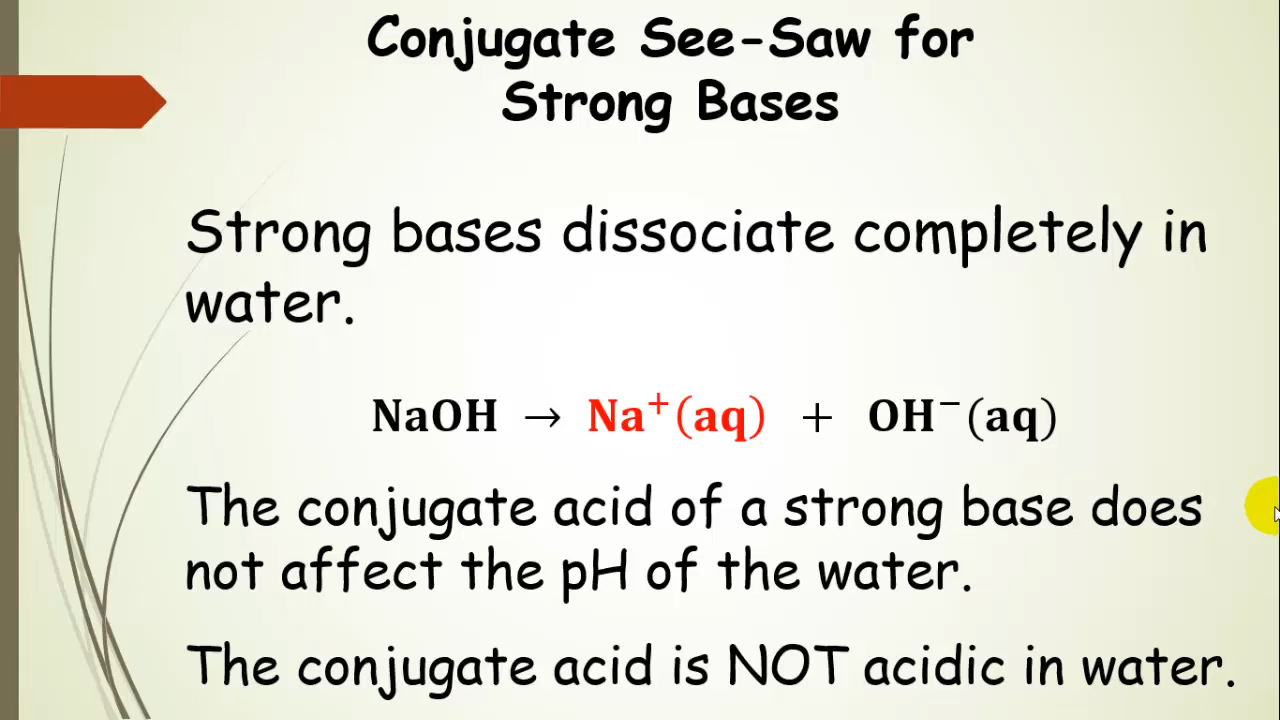 Conjugate See-Saw for
Strong Bases
Strong bases dissociate completely in
water.
NaOH → Na⁺(aq) + OH⁻(aq)
The conjugate acid of a strong base does
not affect the pH of the water.
The conjugate acid is NOT acidic in water.